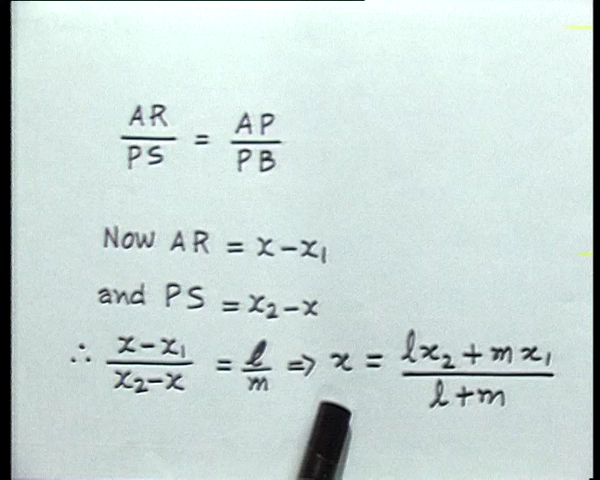 AR/PS = AP/PB
Now AR = x-x₁
and PS = x₂-x
∴ x-x₁/x₂-x = l/m ⇒ x = lx₂+mx₁/l+m